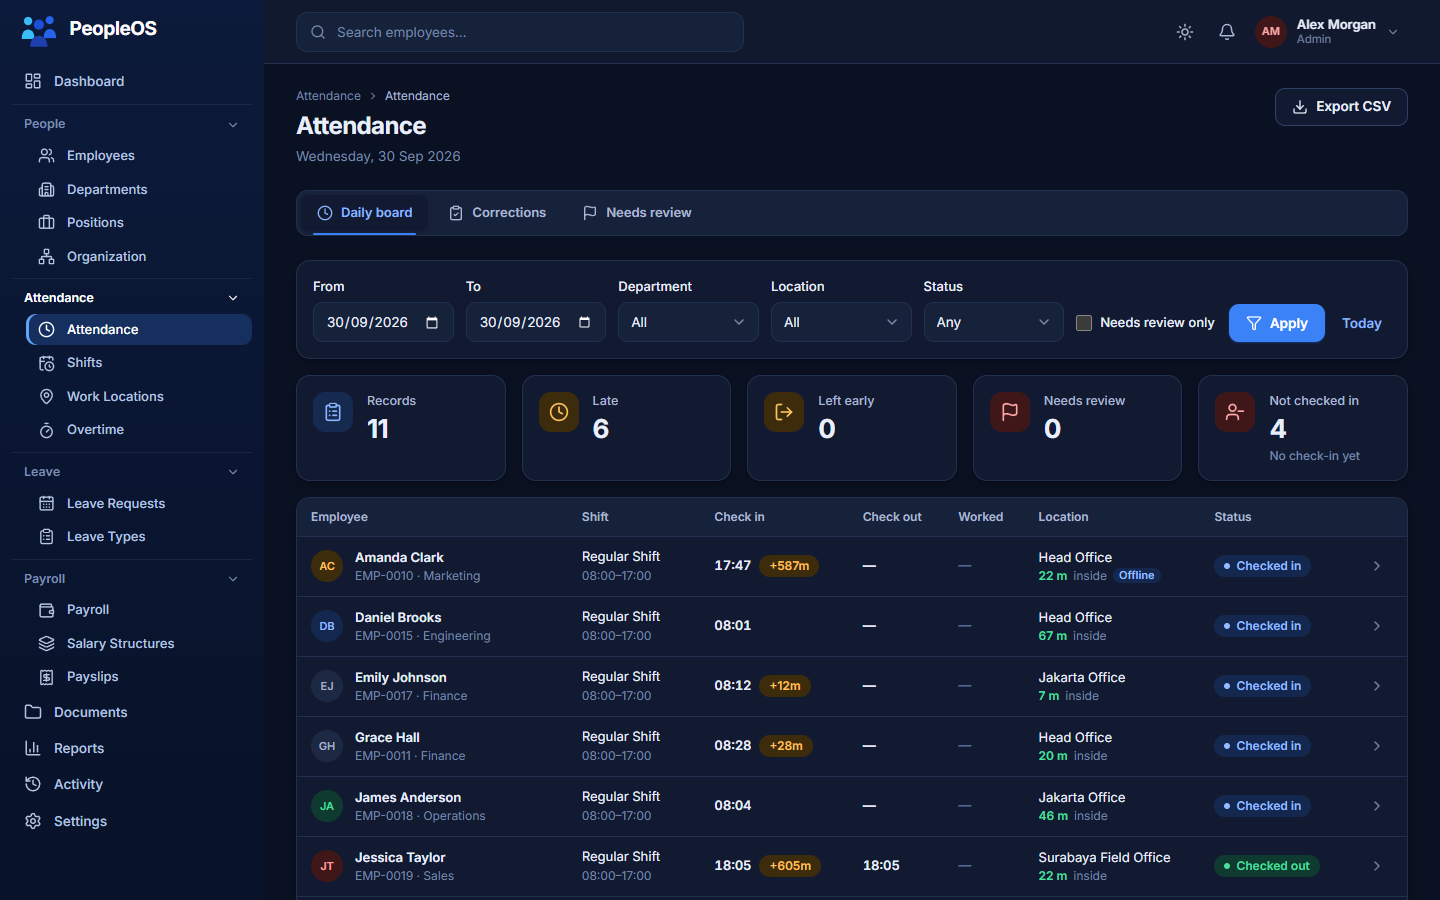 PeopleOS
Search employees...
AM
Alex Morgan
Admin
Dashboard
People
Employees
Departments
Positions
Organization
Attendance
Attendance
Shifts
Work Locations
Overtime
Leave
Leave Requests
Leave Types
Payroll
Payroll
Salary Structures
Payslips
Documents
Reports
Activity
Settings
Attendance > Attendance
Attendance
Wednesday, 30 Sep 2026
Export CSV
Daily board Corrections Needs review
From To Department Location Status
30/09/2026 30/09/2026 All All Any Needs review only Apply Today
Records
11
Late
6
Left early
0
Needs review
0
Not checked in
4
No check-in yet
Employee Shift Check in Check out Worked Location Status
AC Amanda Clark Regular Shift 17:47 +587m — — Head Office Checked in
EMP-0010 · Marketing 08:00–17:00 22 m inside Offline
DB Daniel Brooks Regular Shift 08:01 — — Head Office Checked in
EMP-0015 · Engineering 08:00–17:00 67 m inside
EJ Emily Johnson Regular Shift 08:12 +12m — — Jakarta Office Checked in
EMP-0017 · Finance 08:00–17:00 7 m inside
GH Grace Hall Regular Shift 08:28 +28m — — Head Office Checked in
EMP-0011 · Finance 08:00–17:00 20 m inside
JA James Anderson Regular Shift 08:04 — — Jakarta Office Checked in
EMP-0018 · Operations 08:00–17:00 46 m inside
JT Jessica Taylor Regular Shift 18:05 +605m 18:05 — Surabaya Field Office Checked out
EMP-0019 · Sales 08:00–17:00 22 m inside